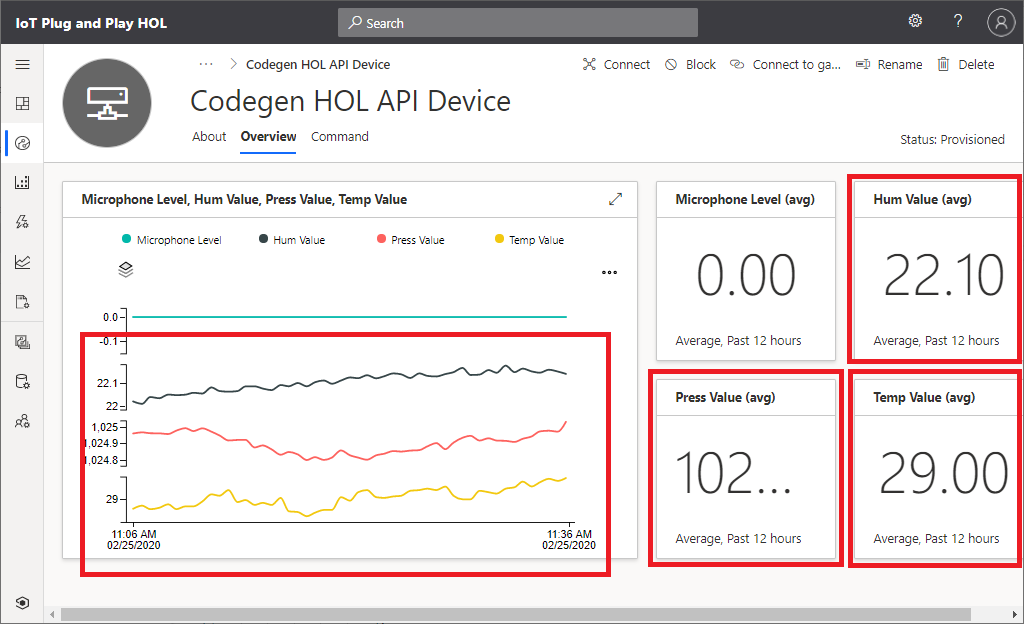 IoT Plug and Play HOL
Search
?
··· > Codegen HOL API Device
Connect Block Connect to ga... Rename Delete
Codegen HOL API Device
About Overview Command
Status: Provisioned
Microphone Level, Hum Value, Press Value, Temp Value
Microphone Level Hum Value Press Value Temp Value
0.0
-0.1
22.1
22
1,025
1,024.9
1,024.8
29
11:06 AM 11:36 AM
02/25/2020 02/25/2020
Microphone Level (avg)
0.00
Average, Past 12 hours
Hum Value (avg)
22.10
Average, Past 12 hours
Press Value (avg)
102...
Average, Past 12 hours
Temp Value (avg)
29.00
Average, Past 12 hours